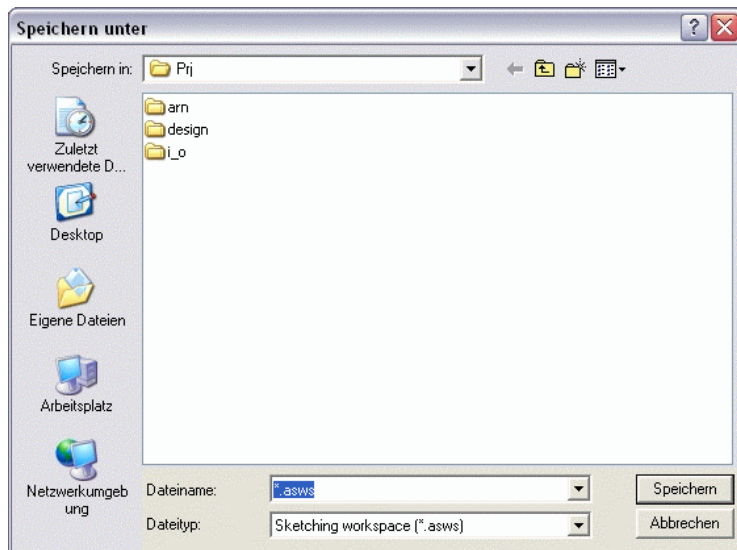 Speichern unter
?
Speichern in:
Prj
arn
design
i_o
Zuletzt
verwendete D...
Desktop
Eigene Dateien
Arbeitsplatz
Netzwerkumgeb
ung
Dateiname:
*.asws
Speichern
Dateityp:
Sketching workspace (*.asws)
Abbrechen